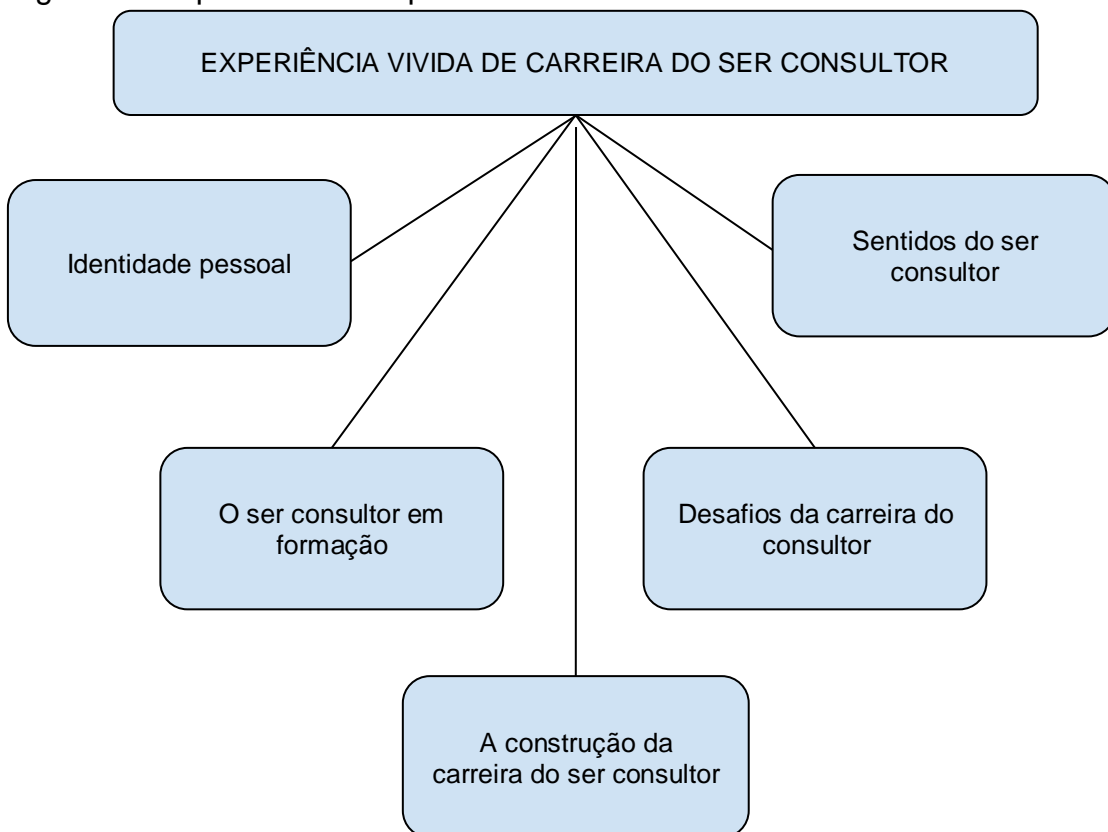 EXPERIÊNCIA VIVIDA DE CARREIRA DO SER CONSULTOR
Identidade pessoal
Sentidos do ser
consultor
O ser consultor em
formação
Desafios da carreira do
consultor
A construção da
carreira do ser consultor